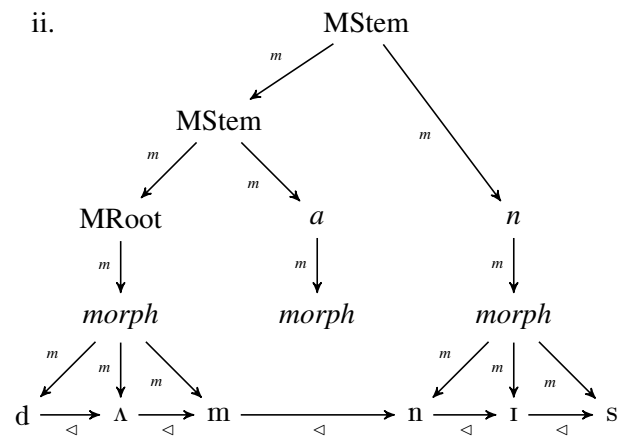 ii. MStem
m
MStem
m
m m
MRoot a n
m m m
morph morph morph
m m m m m m
d ʌ m n ɪ s
◁ ◁ ◁ ◁ ◁